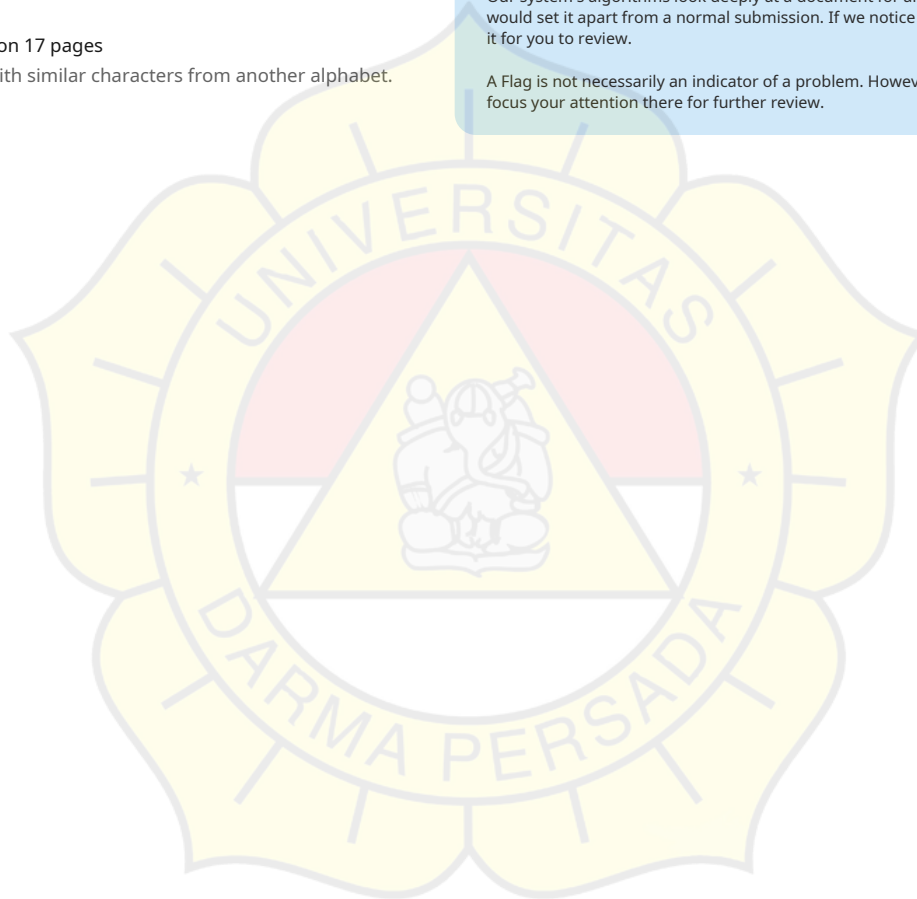 on 17 pages
ith similar characters from another alphabet.
would set it apart from a normal submission. If we notice
it for you to review.
A Flag is not necessarily an indicator of a problem. Howev
focus your attention there for further review.
UNIVERSITAS
DARMA PERSADA